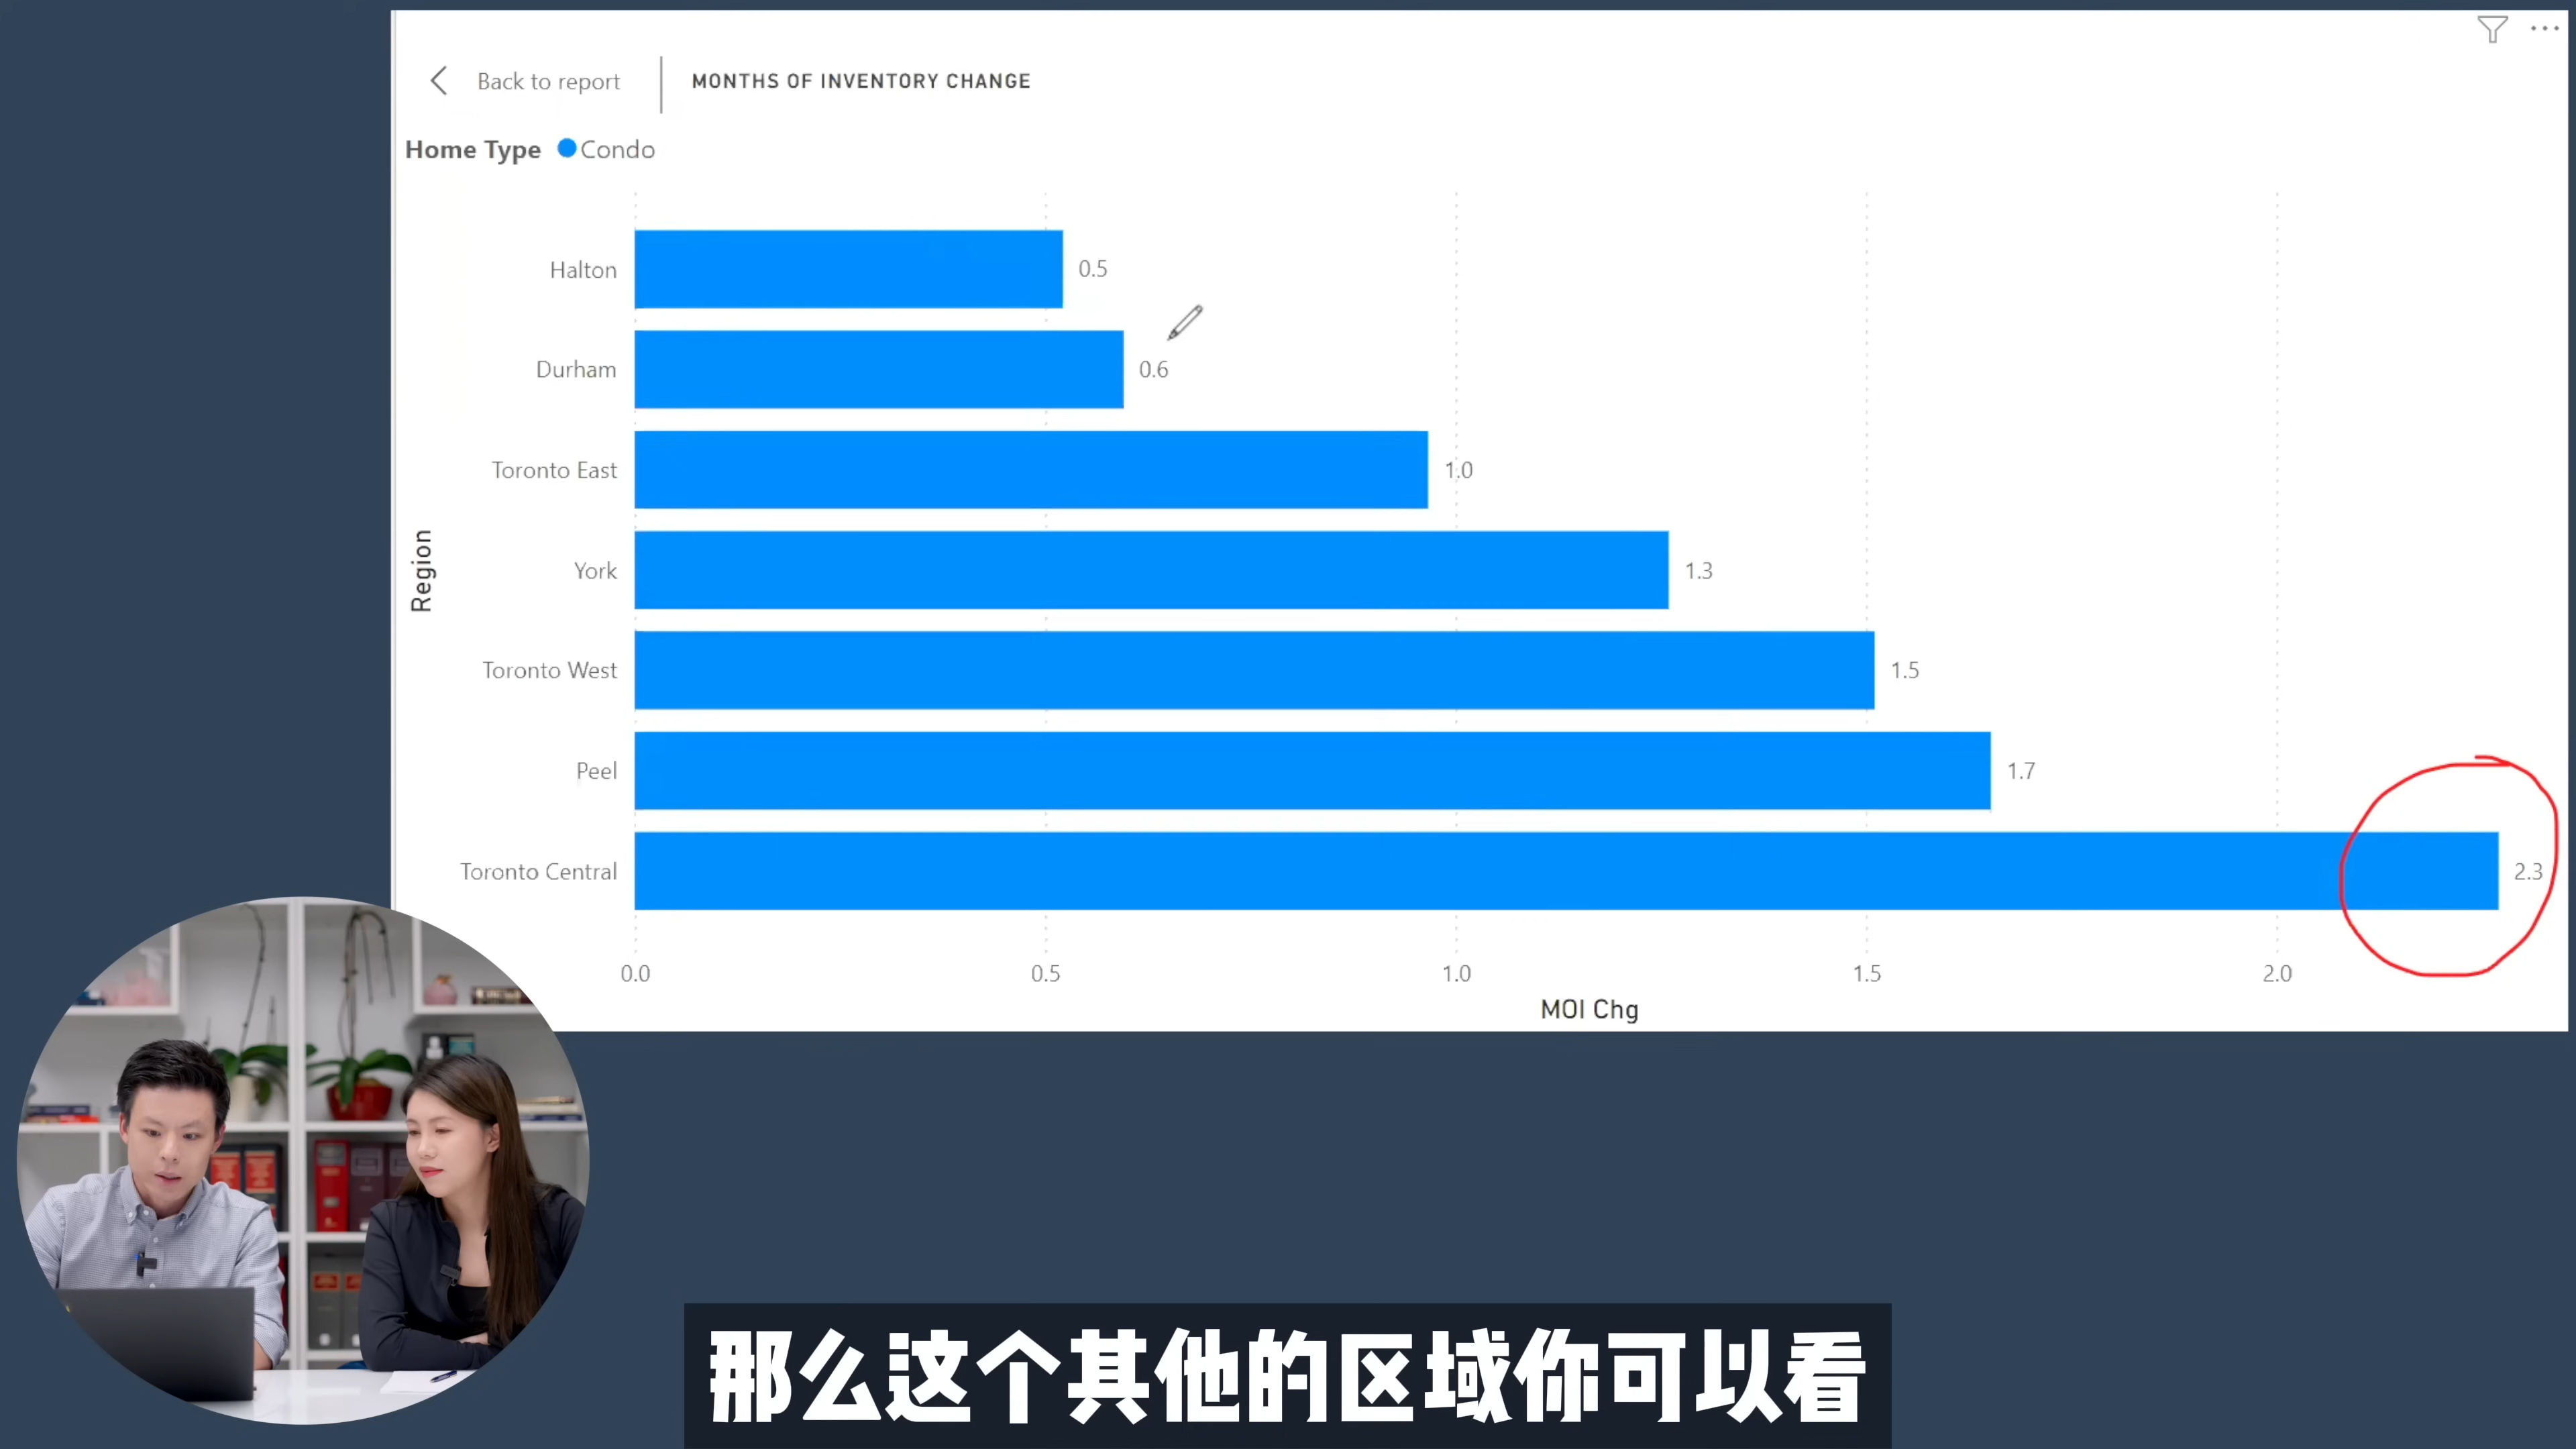 Back to report
MONTHS OF INVENTORY CHANGE
Home Type Condo
Region
Halton 0.5
Durham 0.6
Toronto East 1.0
York 1.3
Toronto West 1.5
Peel 1.7
Toronto Central 2.3
0.0 0.5 1.0 1.5 2.0
MOI Chg
那么这个其他的区域你可以看